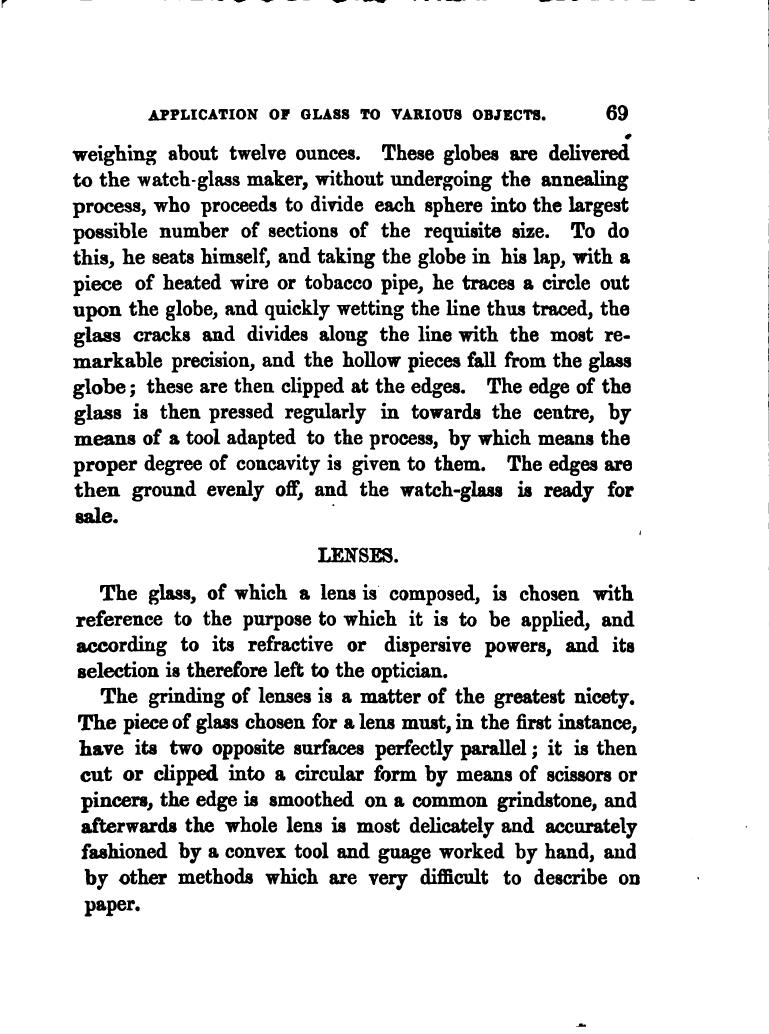 APPLICATION OF GLASS TO VARIOUS OBJECTS. 69
weighing about twelve ounces. These globes are delivered
to the watch-glass maker, without undergoing the annealing
process, who proceeds to divide each sphere into the largest
possible number of sections of the requisite size. To do
this, he seats himself, and taking the globe in his lap, with a
piece of heated wire or tobacco pipe, he traces a circle out
upon the globe, and quickly wetting the line thus traced, the
glass cracks and divides along the line with the most re-
markable precision, and the hollow pieces fall from the glass
globe; these are then clipped at the edges. The edge of the
glass is then pressed regularly in towards the centre, by
means of a tool adapted to the process, by which means the
proper degree of concavity is given to them. The edges are
then ground evenly off, and the watch-glass is ready for
sale.
LENSES.
The glass, of which a lens is composed, is chosen with
reference to the purpose to which it is to be applied, and
according to its refractive or dispersive powers, and its
selection is therefore left to the optician.
The grinding of lenses is a matter of the greatest nicety.
The piece of glass chosen for a lens must, in the first instance,
have its two opposite surfaces perfectly parallel; it is then
cut or clipped into a circular form by means of scissors or
pincers, the edge is smoothed on a common grindstone, and
afterwards the whole lens is most delicately and accurately
fashioned by a convex tool and guage worked by hand, and
by other methods which are very difficult to describe on
paper.